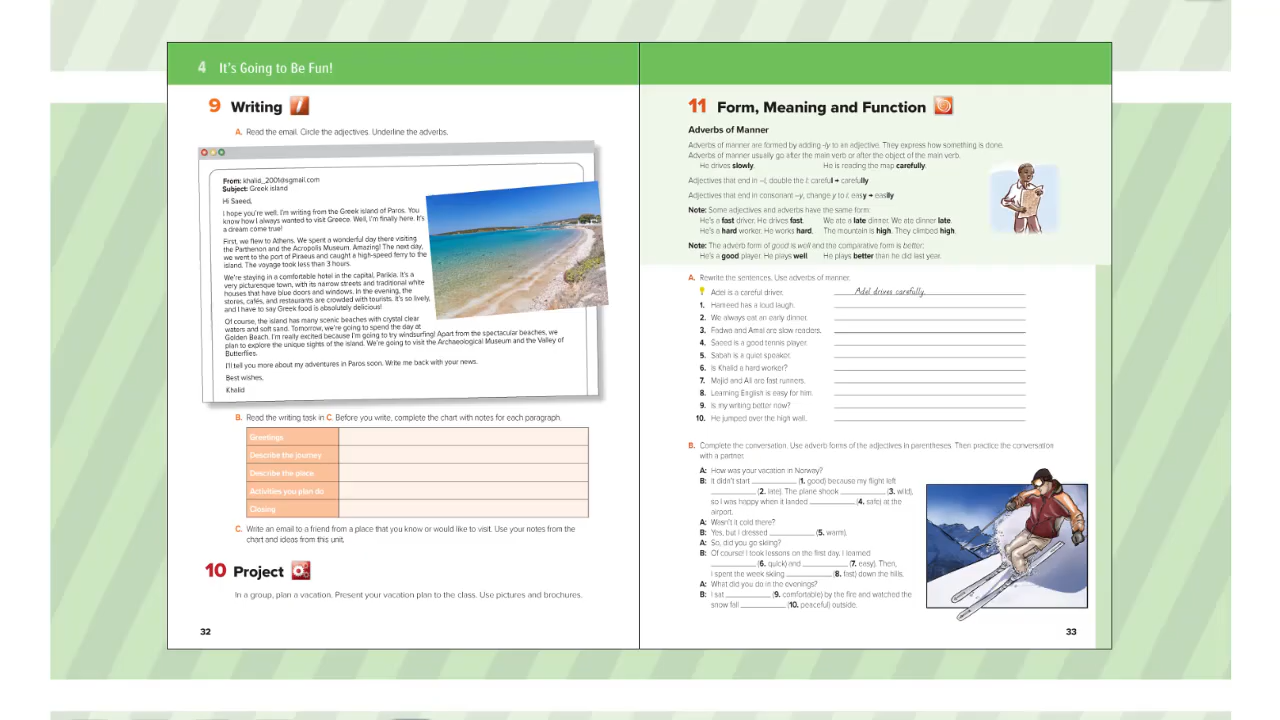 4 It's Going to Be Fun!
9 Writing
A. Read the email. Circle the adjectives. Underline the adverbs.
From: khalid_2001@gmail.com
Subject: Greek island
Hi Saeed,
I hope you're well. I'm writing from the Greek island of Paros. You
know how I always wanted to visit Greece. Well, I'm finally here. It's
a dream come true!
First, we flew to Athens. We spent a wonderful day there visiting
the Parthenon and the Acropolis Museum. Amazing! The next day,
we went to the port of Piraeus and caught a high-speed ferry to the
island. The voyage took less than 3 hours.
We're staying in a comfortable hotel in the capital, Parikia. It's a
very picturesque town, with its narrow streets and traditional white
houses that have blue doors and windows. In the evening, the
stores, cafés, and restaurants are crowded with tourists. It's so lively,
and I have to say Greek food is absolutely delicious!
Of course, the island has many scenic beaches with crystal clear
waters and soft sand. Tomorrow, we're going to spend the day at
Golden Beach. I'm really excited because I'm going to try windsurfing! Apart from the spectacular beaches, we
plan to explore the unique sights of the island. We're going to visit the Archaeological Museum and the Valley of
Butterflies.
I'll tell you more about my adventures in Paros soon. Write me back with your news.
Best wishes,
Khalid
B. Read the writing task in C. Before you write, complete the chart with notes for each paragraph.
Greetings
Describe the journey
Describe the place
Activities you plan do
Closing
C. Write an email to a friend from a place that you know or would like to visit. Use your notes from the
chart and ideas from this unit.
10 Project
In a group, plan a vacation. Present your vacation plan to the class. Use pictures and brochures.
32
11 Form, Meaning and Function
Adverbs of Manner
Adverbs of manner are formed by adding -ly to an adjective. They express how something is done.
Adverbs of manner usually go after the main verb or after the object of the main verb.
He drives slowly. He is reading the map carefully.
Adjectives that end in –l, double the l: careful → carefully
Adjectives that end in consonant –y, change y to i: easy → easily
Note: Some adjectives and adverbs have the same form:
He's a fast driver. He drives fast. We ate a late dinner. We ate dinner late.
He's a hard worker. He works hard. The mountain is high. They climbed high.
Note: The adverb form of good is well and the comparative form is better:
He's a good player. He plays well. He plays better than he did last year.
A. Rewrite the sentences. Use adverbs of manner.
Adel is a careful driver. Adel drives carefully.
1. Hameed has a loud laugh.
2. We always eat an early dinner.
3. Fadwa and Amal are slow readers.
4. Saeed is a good tennis player.
5. Sabah is a quiet speaker.
6. Is Khalid a hard worker?
7. Majid and Ali are fast runners.
8. Learning English is easy for him.
9. Is my writing better now?
10. He jumped over the high wall.
B. Complete the conversation. Use adverb forms of the adjectives in parentheses. Then practice the conversation
with a partner.
A: How was your vacation in Norway?
B: It didn't start __________ (1. good) because my flight left
__________ (2. late). The plane shook __________ (3. wild),
so I was happy when it landed __________ (4. safe) at the
airport.
A: Wasn't it cold there?
B: Yes, but I dressed __________ (5. warm).
A: So, did you go skiing?
B: Of course! I took lessons on the first day. I learned
__________ (6. quick) and __________ (7. easy). Then,
I spent the week skiing __________ (8. fast) down the hills.
A: What did you do in the evenings?
B: I sat __________ (9. comfortable) by the fire and watched the
snow fall __________ (10. peaceful) outside.
33